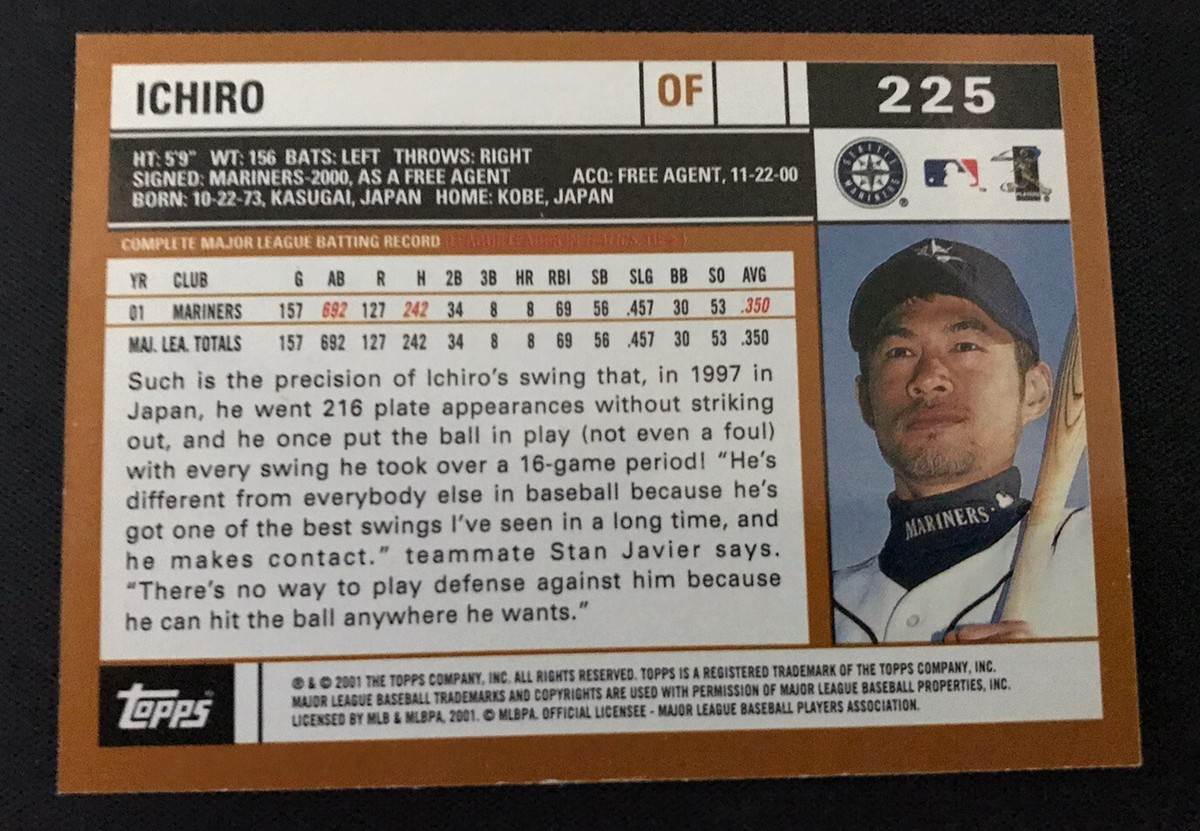 ICHIRO OF 225
HT: 5'9" WT: 156 BATS: LEFT THROWS: RIGHT
SIGNED: MARINERS-2000, AS A FREE AGENT ACQ: FREE AGENT, 11-22-00
BORN: 10-22-73, KASUGAI, JAPAN HOME: KOBE, JAPAN
SEATTLE MARINERS
COMPLETE MAJOR LEAGUE BATTING RECORD
YR CLUB G AB R H 2B 3B HR RBI SB SLG BB SO AVG
01 MARINERS 157 692 127 242 34 8 8 69 56 .457 30 53 .350
MAJ. LEA. TOTALS 157 692 127 242 34 8 8 69 56 .457 30 53 .350
Such is the precision of Ichiro's swing that, in 1997 in
Japan, he went 216 plate appearances without striking
out, and he once put the ball in play (not even a foul)
with every swing he took over a 16-game period! "He's
different from everybody else in baseball because he's
got one of the best swings I've seen in a long time, and
he makes contact." teammate Stan Javier says.
"There's no way to play defense against him because
he can hit the ball anywhere he wants."
MARINERS
Topps
® & © 2001 THE TOPPS COMPANY, INC. ALL RIGHTS RESERVED. TOPPS IS A REGISTERED TRADEMARK OF THE TOPPS COMPANY, INC.
MAJOR LEAGUE BASEBALL TRADEMARKS AND COPYRIGHTS ARE USED WITH PERMISSION OF MAJOR LEAGUE BASEBALL PROPERTIES, INC.
LICENSED BY MLB & MLBPA, 2001. © MLBPA. OFFICIAL LICENSEE - MAJOR LEAGUE BASEBALL PLAYERS ASSOCIATION.